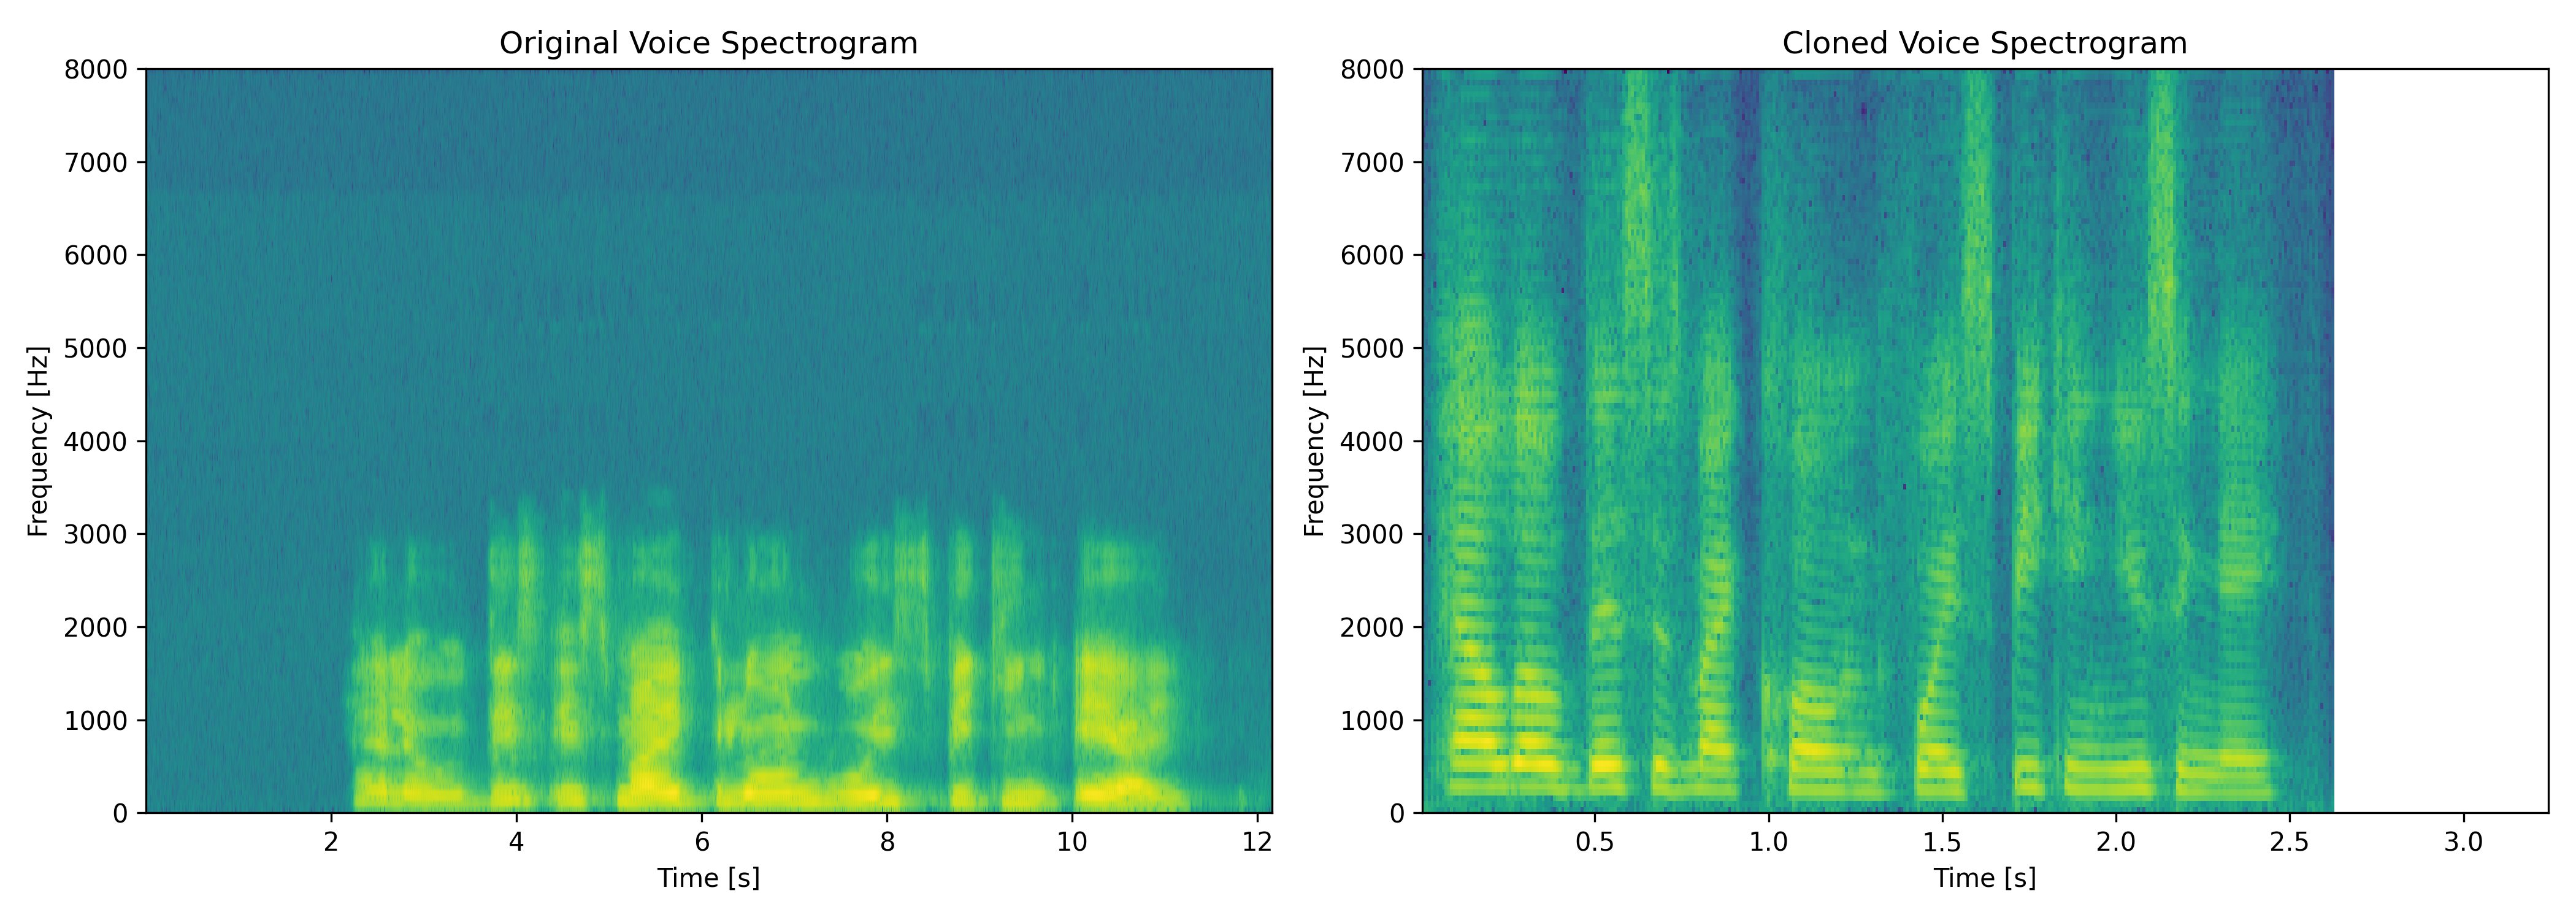 Original Voice Spectrogram
8000
7000
6000
5000
4000
3000
2000
1000
0
Frequency [Hz]
2 4 6 8 10 12
Time [s]
Cloned Voice Spectrogram
8000
7000
6000
5000
4000
3000
2000
1000
0
Frequency [Hz]
0.5 1.0 1.5 2.0 2.5 3.0
Time [s]